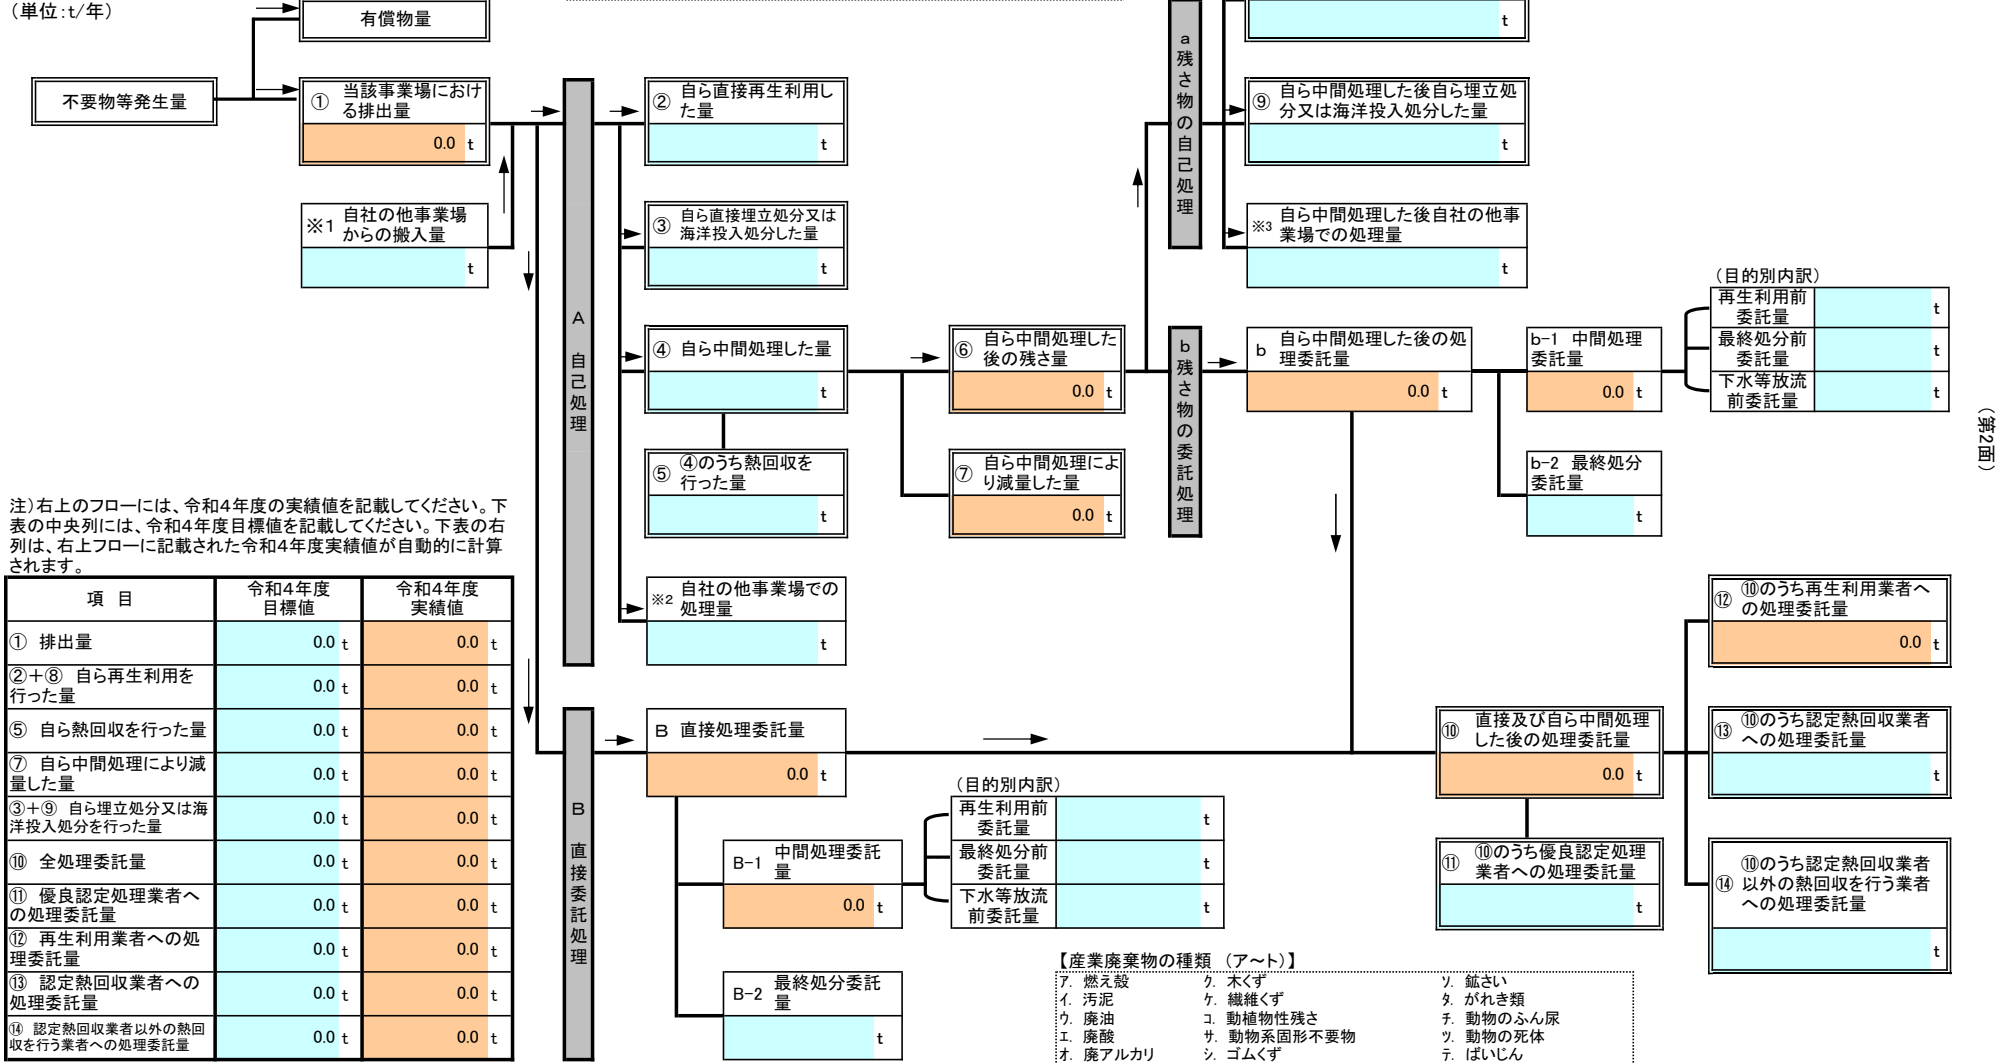 （単位：t/年）
有償物量
不要物等発生量
① 当該事業場におけ
る排出量
0.0 t
※1 自社の他事業場
からの搬入量
t
A 自己処理
② 自ら直接再生利用し
た量
t
③ 自ら直接埋立処分又は
海洋投入処分した量
t
④ 自ら中間処理した量
t
⑤ ④のうち熱回収を
行った量
t
※2 自社の他事業場での
処理量
t
⑥ 自ら中間処理した
後の残さ量
0.0 t
⑦ 自ら中間処理によ
り減量した量
0.0 t
a 残さ物の自己処理
t
⑨ 自ら中間処理した後自ら埋立処
分又は海洋投入処分した量
t
※3 自ら中間処理した後自社の他事
業場での処理量
t
b 残さ物の委託処理
b 自ら中間処理した後の処
理委託量
0.0 t
b-1 中間処理
委託量
0.0 t
（目的別内訳）
再生利用前
委託量
t
最終処分前
委託量
t
下水等放流
前委託量
t
b-2 最終処分
委託量
t
（第2面）
注）右上のフローには、令和４年度の実績値を記載してください。下
表の中央列には、令和４年度目標値を記載してください。下表の右
列は、右上フローに記載された令和４年度実績値が自動的に計算
されます。
項 目
令和４年度
目標値
令和４年度
実績値
① 排出量
0.0 t 0.0 t
②＋⑧ 自ら再生利用を
行った量
0.0 t 0.0 t
⑤ 自ら熱回収を行った量
0.0 t 0.0 t
⑦ 自ら中間処理により減
量した量
0.0 t 0.0 t
③＋⑨ 自ら埋立処分又は海
洋投入処分を行った量
0.0 t 0.0 t
⑩ 全処理委託量
0.0 t 0.0 t
⑪ 優良認定処理業者へ
の処理委託量
0.0 t 0.0 t
⑫ 再生利用業者への処
理委託量
0.0 t 0.0 t
⑬ 認定熱回収業者への
処理委託量
0.0 t 0.0 t
⑭ 認定熱回収業者以外の熱回
収を行う業者への処理委託量
0.0 t 0.0 t
B 直接委託処理
B 直接処理委託量
0.0 t
B-1 中間処理委託
量
0.0 t
（目的別内訳）
再生利用前
委託量
t
最終処分前
委託量
t
下水等放流
前委託量
t
B-2 最終処分委託
量
t
⑩ 直接及び自ら中間処理
した後の処理委託量
0.0 t
⑪ ⑩のうち優良認定処理
業者への処理委託量
t
⑫ ⑩のうち再生利用業者へ
の処理委託量
0.0 t
⑬ ⑩のうち認定熱回収業者
への処理委託量
t
⑭ ⑩のうち認定熱回収業者
以外の熱回収を行う業者
への処理委託量
t
【産業廃棄物の種類 （ア～ト）】
ア. 燃え殻 ク. 木くず ソ. 鉱さい
イ. 汚泥 ケ. 繊維くず タ. がれき類
ウ. 廃油 コ. 動植物性残さ チ. 動物のふん尿
エ. 廃酸 サ. 動物系固形不要物 ツ. 動物の死体
オ. 廃アルカリ シ. ゴムくず テ. ばいじん